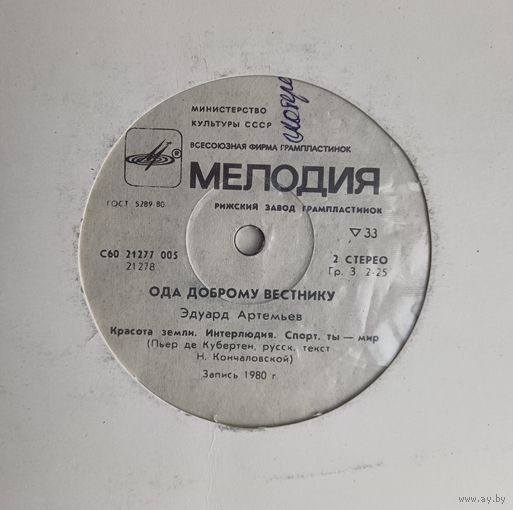 МИНИСТЕРСТВО
КУЛЬТУРЫ СССР
ВСЕСОЮЗНАЯ ФИРМА ГРАМПЛАСТИНОК
МЕЛОДИЯ
ГОСТ 5289-80
РИЖСКИЙ ЗАВОД ГРАМПЛАСТИНОК
▽ 33
С60 21277 005
21278
2 СТЕРЕО
Гр. 3. 2-25
ОДА ДОБРОМУ ВЕСТНИКУ
Эдуард Артемьев
Красота земли. Интерлюдия. Спорт, ты — мир
(Пьер де Кубертен, русск. текст
Н. Кончаловской)
Запись 1980 г.
www.ay.by